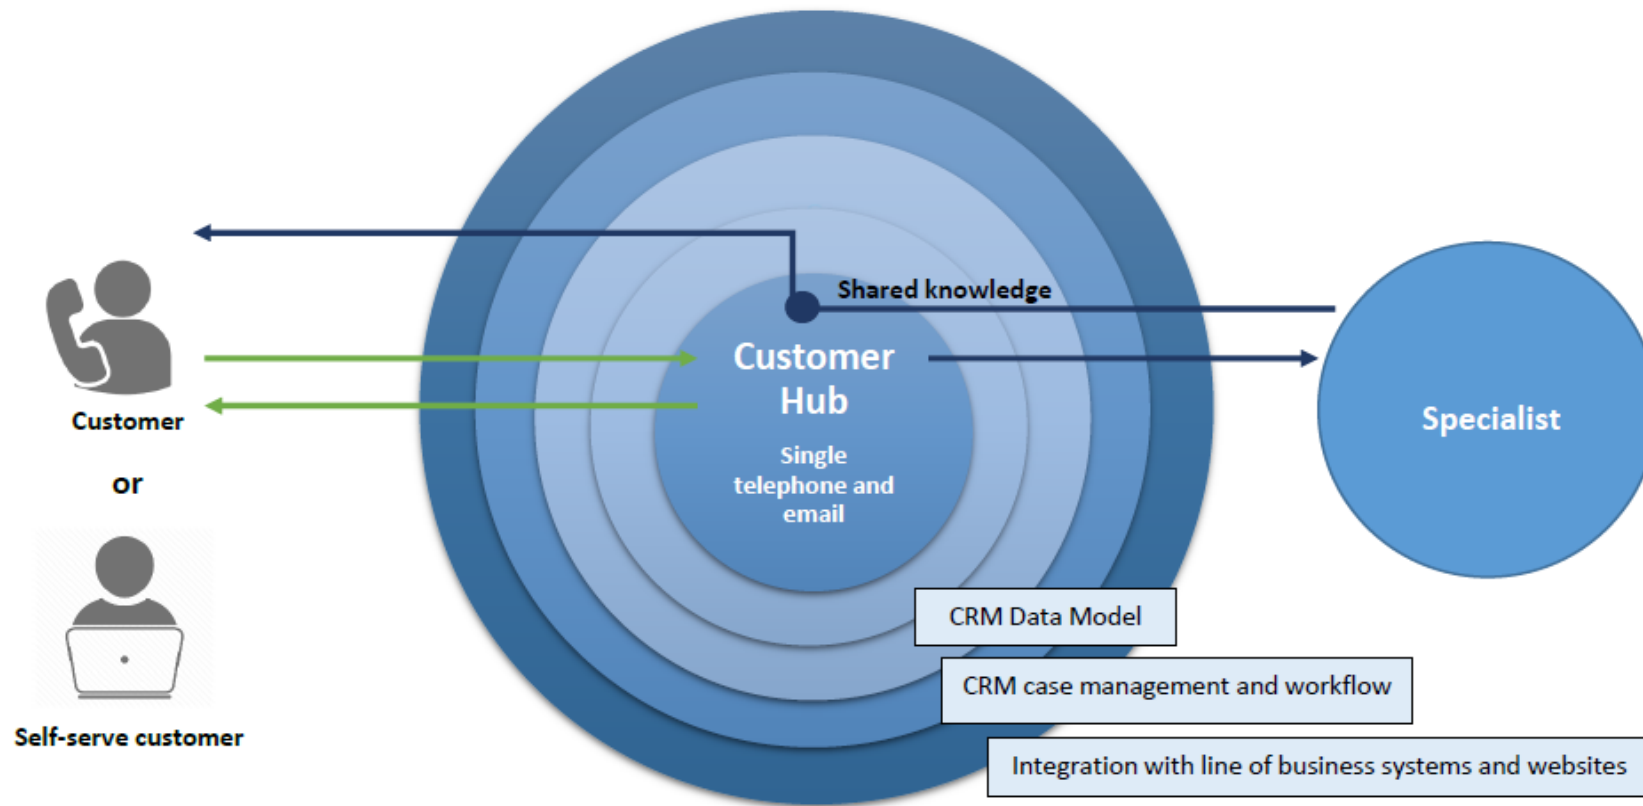 Shared knowledge
Customer
Hub
Single
telephone and
email
Specialist
Customer
or
Self-serve customer
CRM Data Model
CRM case management and workflow
Integration with line of business systems and websites